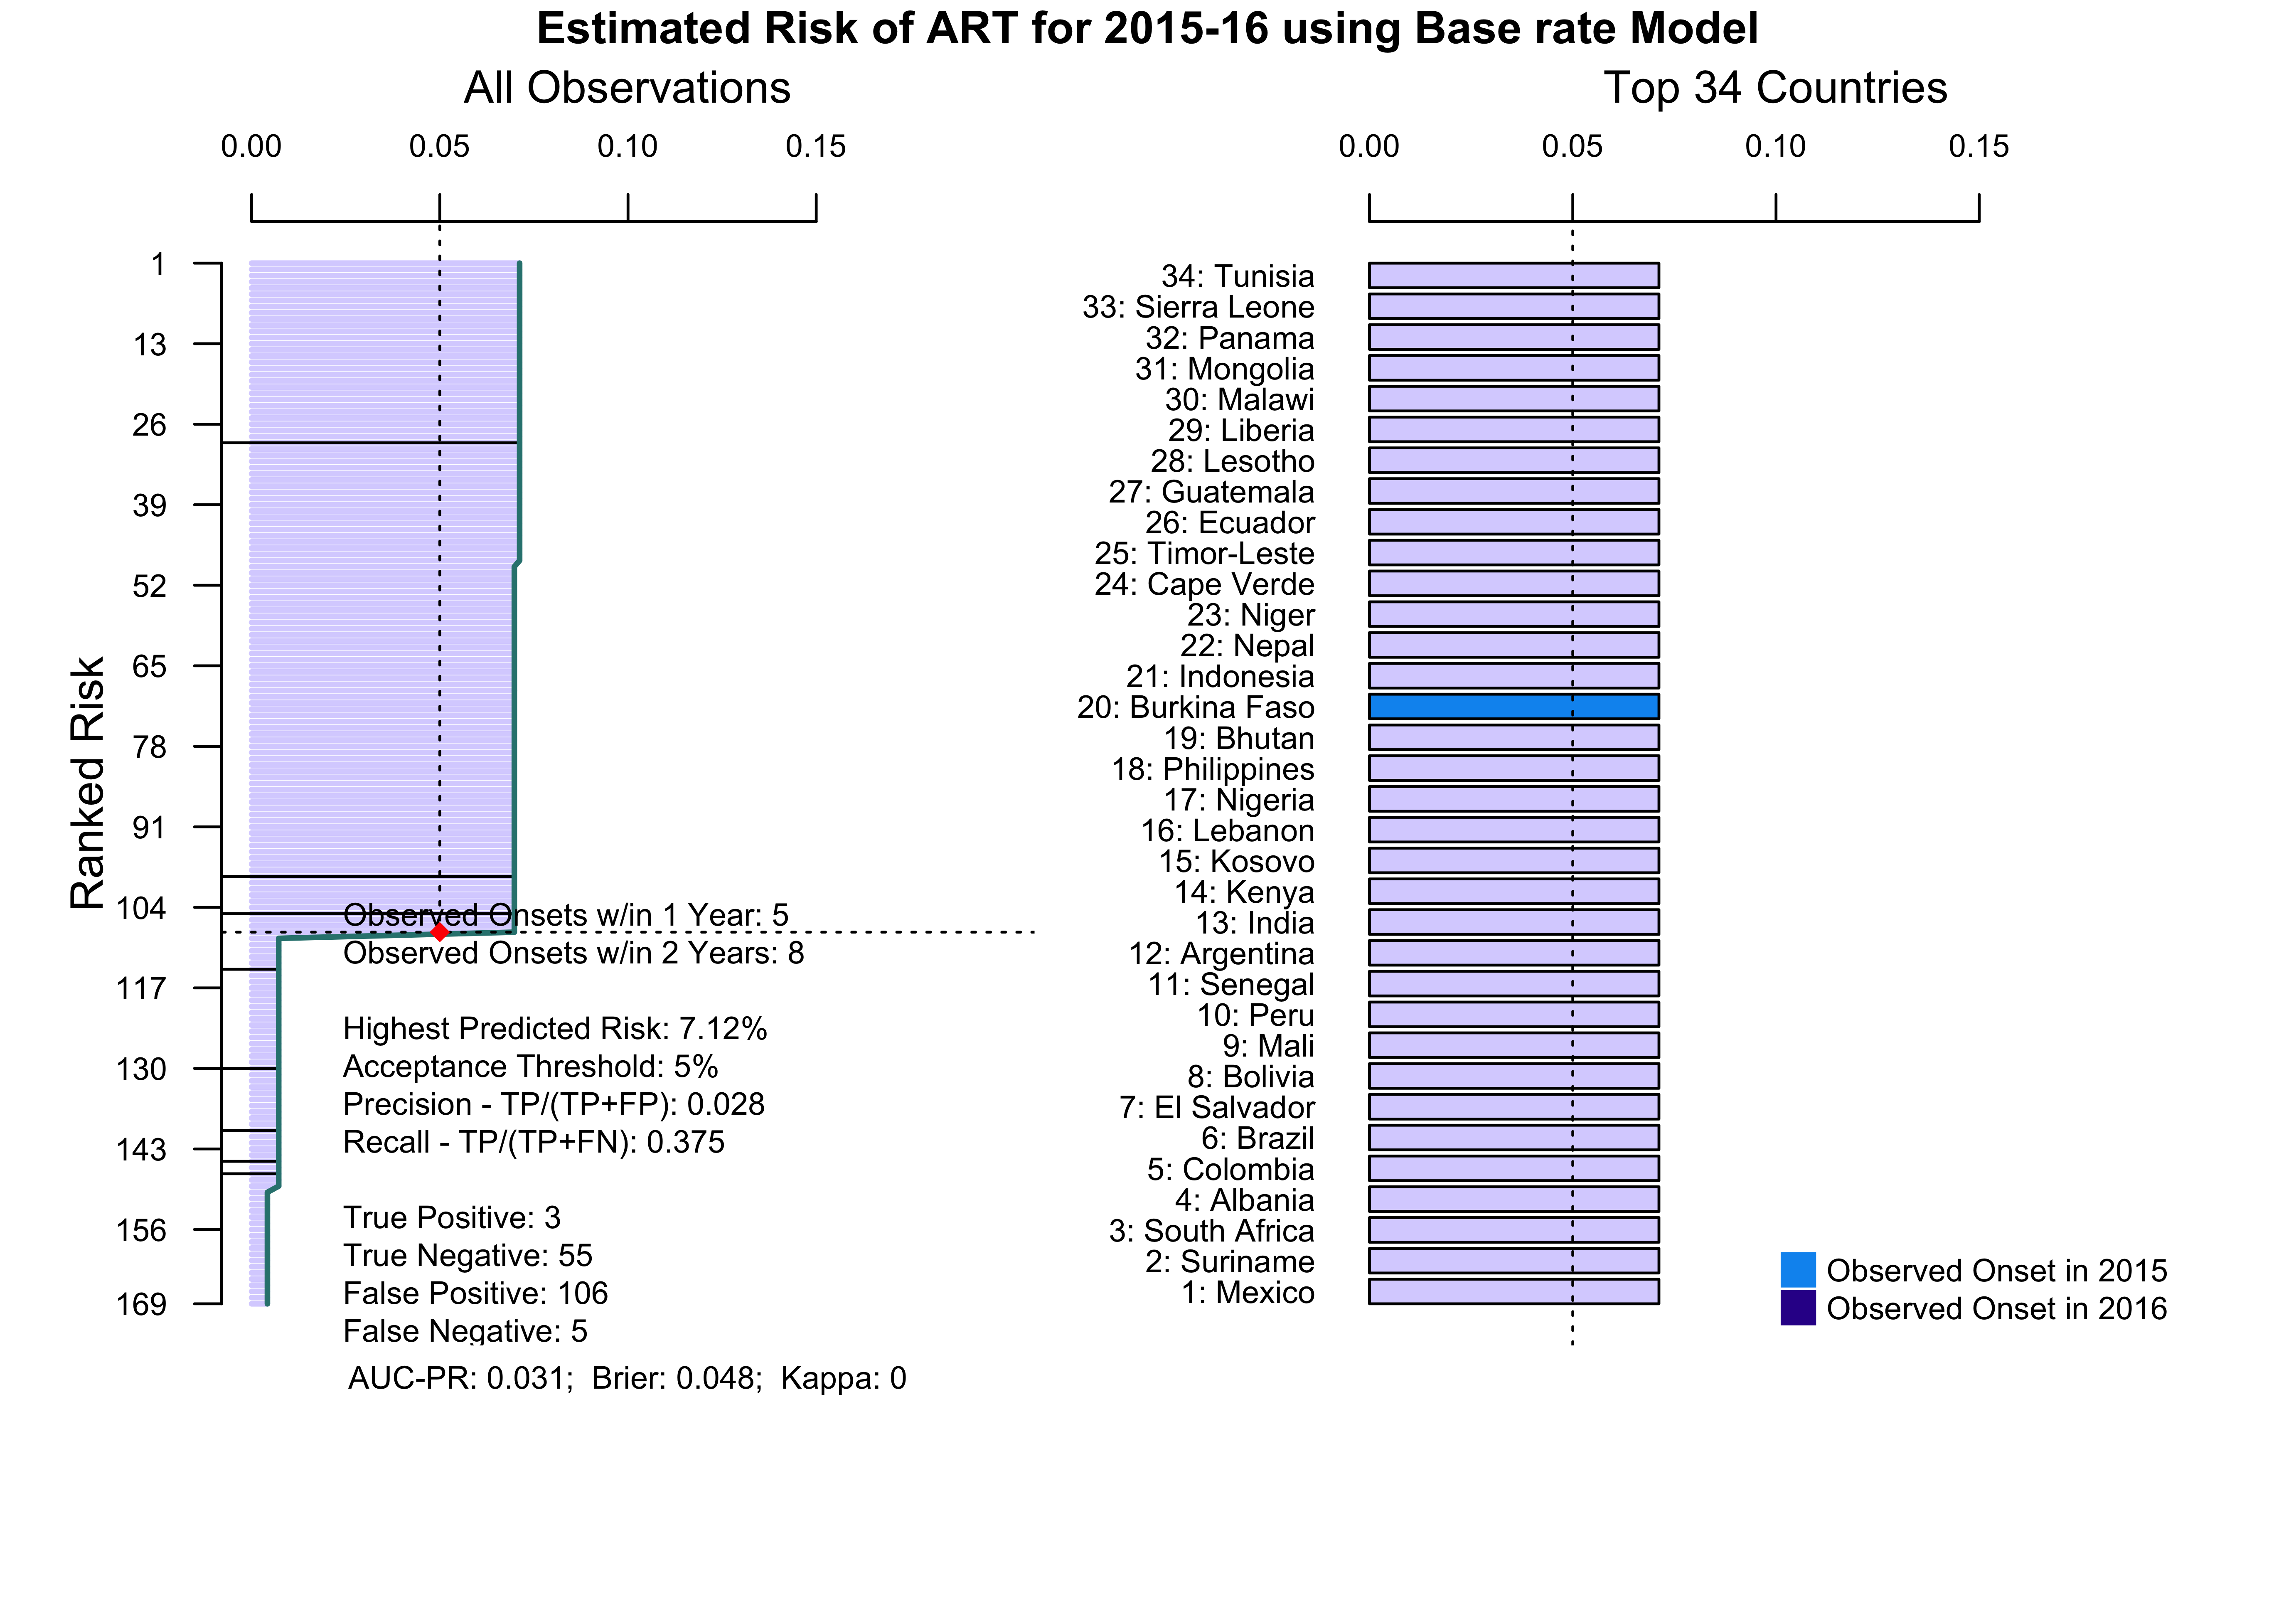 Estimated Risk of ART for 2015-16 using Base rate Model
All Observations
0.00 0.05 0.10 0.15
Ranked Risk
1
13
26
39
52
65
78
91
104
117
130
143
156
169
Observed Onsets w/in 1 Year: 5
Observed Onsets w/in 2 Years: 8
Highest Predicted Risk: 7.12%
Acceptance Threshold: 5%
Precision - TP/(TP+FP): 0.028
Recall - TP/(TP+FN): 0.375
True Positive: 3
True Negative: 55
False Positive: 106
False Negative: 5
AUC-PR: 0.031; Brier: 0.048; Kappa: 0
Top 34 Countries
0.00 0.05 0.10 0.15
34: Tunisia
33: Sierra Leone
32: Panama
31: Mongolia
30: Malawi
29: Liberia
28: Lesotho
27: Guatemala
26: Ecuador
25: Timor-Leste
24: Cape Verde
23: Niger
22: Nepal
21: Indonesia
20: Burkina Faso
19: Bhutan
18: Philippines
17: Nigeria
16: Lebanon
15: Kosovo
14: Kenya
13: India
12: Argentina
11: Senegal
10: Peru
9: Mali
8: Bolivia
7: El Salvador
6: Brazil
5: Colombia
4: Albania
3: South Africa
2: Suriname
1: Mexico
Observed Onset in 2015
Observed Onset in 2016